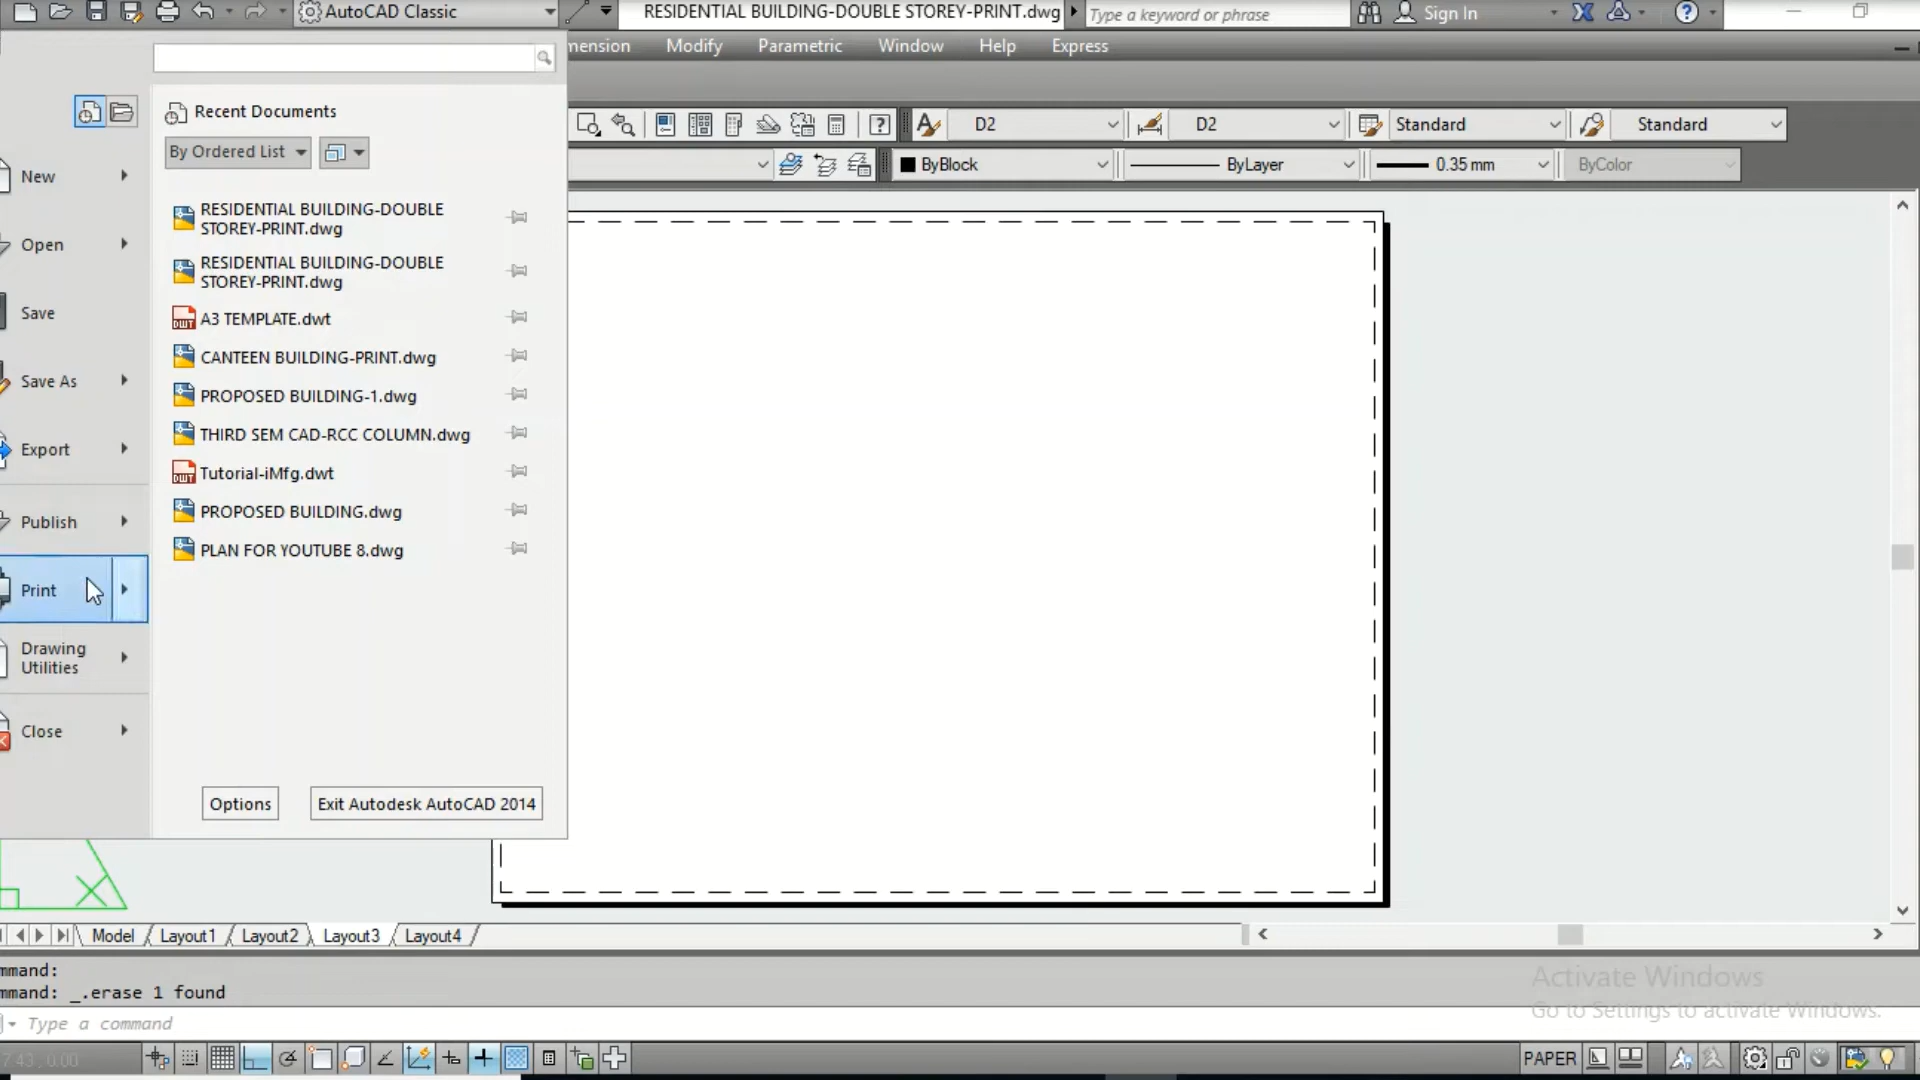 AutoCAD Classic
RESIDENTIAL BUILDING-DOUBLE STOREY-PRINT.dwg
Type a keyword or phrase
Sign In
mension Modify Parametric Window Help Express
Recent Documents
By Ordered List
D2 D2 Standard Standard
ByBlock ByLayer 0.35 mm ByColor
New
Open
Save
Save As
Export
Publish
Print
Drawing
Utilities
Close
RESIDENTIAL BUILDING-DOUBLE
STOREY-PRINT.dwg
RESIDENTIAL BUILDING-DOUBLE
STOREY-PRINT.dwg
A3 TEMPLATE.dwt
CANTEEN BUILDING-PRINT.dwg
PROPOSED BUILDING-1.dwg
THIRD SEM CAD-RCC COLUMN.dwg
Tutorial-iMfg.dwt
PROPOSED BUILDING.dwg
PLAN FOR YOUTUBE 8.dwg
Options Exit Autodesk AutoCAD 2014
Model Layout1 Layout2 Layout3 Layout4
mmand:
mmand: _.erase 1 found
Type a command
Activate Windows
Go to Settings to activate Windows.
7.43, 0.00
PAPER